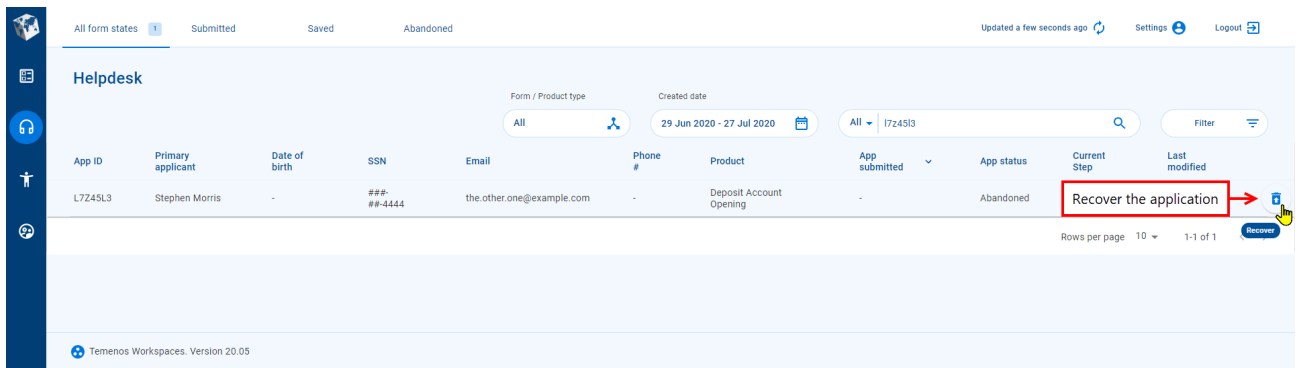 All form states 1 Submitted Saved Abandoned Updated a few seconds ago Settings Logout
Helpdesk
Form / Product type Created date
All 29 Jun 2020 - 27 Jul 2020 All l7z45l3 Filter
App ID Primary applicant Date of birth SSN Email Phone # Product App submitted App status Current Step Last modified
L7Z45L3 Stephen Morris - ###-##-4444 the.other.one@example.com - Deposit Account Opening - Abandoned Recover the application
Rows per page 10 1-1 of 1 Recover
Temenos Workspaces. Version 20.05